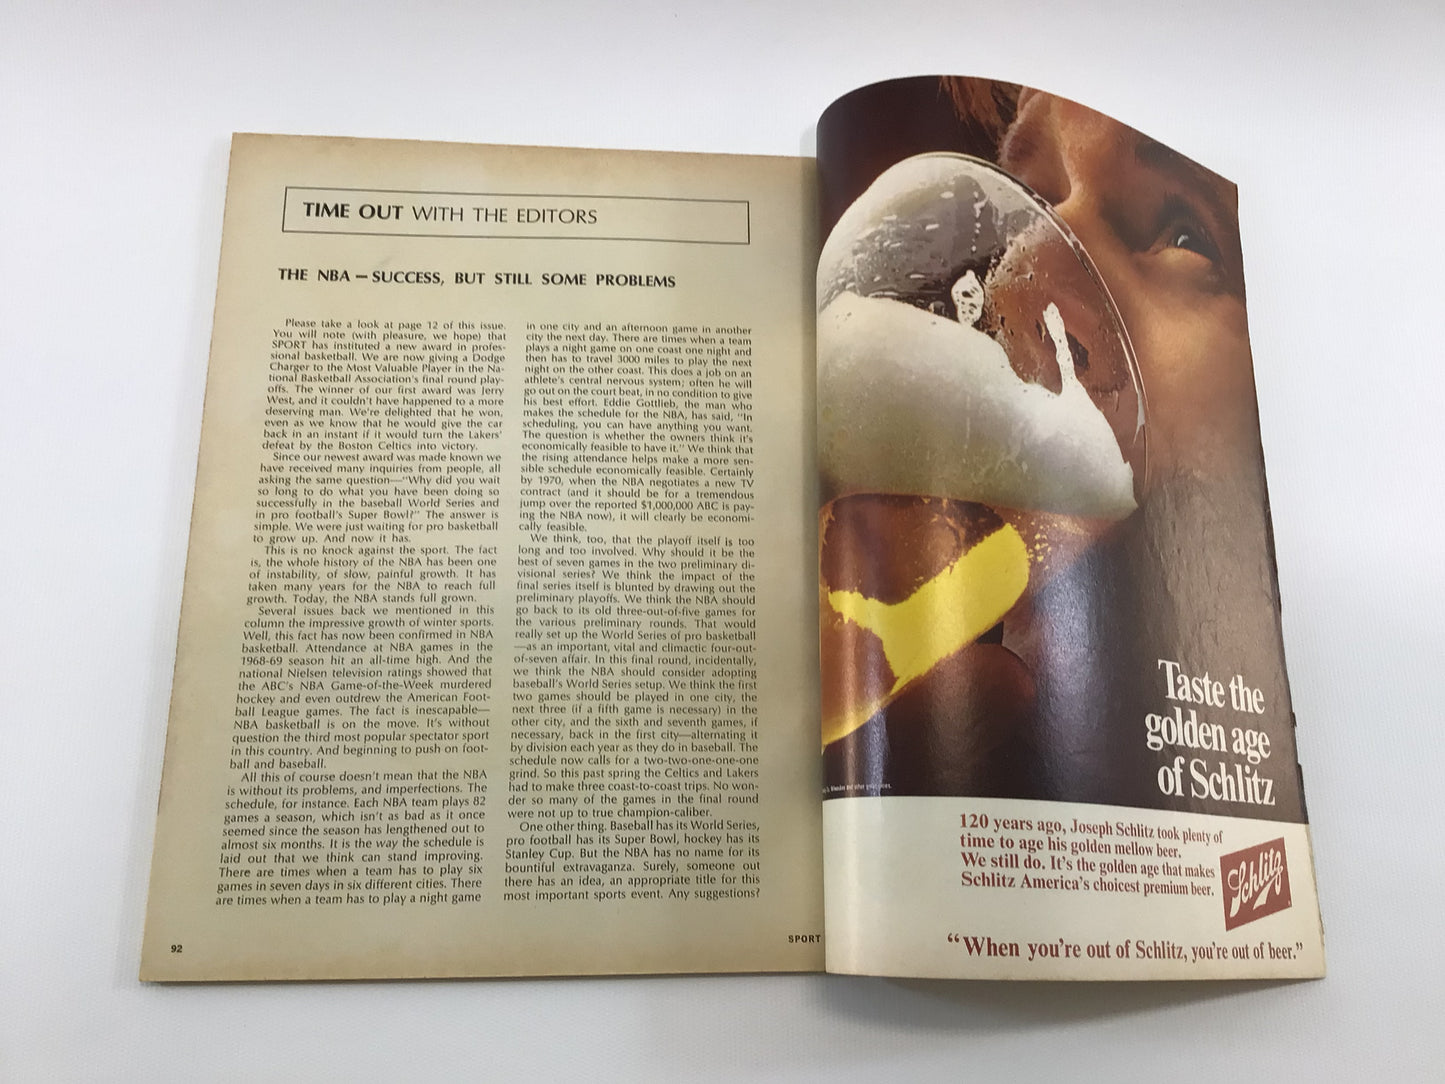 TIME OUT WITH THE EDITORS
THE NBA — SUCCESS, BUT STILL SOME PROBLEMS
Please take a look at page 12 of this issue.
You will note (with pleasure, we hope) that
SPORT has instituted a new award in profes-
sional basketball. We are now giving a Dodge
Charger to the Most Valuable Player in the Na-
tional Basketball Association's final round play-
offs. The winner of our first award was Jerry
West, and it couldn't have happened to a more
deserving man. We're delighted that he won,
even as we know that he would give the car
back in an instant if it would turn the Lakers'
defeat by the Boston Celtics into victory.
Since our newest award was made known we
have received many inquiries from people, all
asking the same question—"Why did you wait
so long to do what you have been doing so
successfully in the baseball World Series and
in pro football's Super Bowl?" The answer is
simple. We were just waiting for pro basketball
to grow up. And now it has.
This is no knock against the sport. The fact
is, the whole history of the NBA has been one
of instability, of slow, painful growth. It has
taken many years for the NBA to reach full
growth. Today, the NBA stands full grown.
Several issues back we mentioned in this
column the impressive growth of winter sports.
Well, this fact has now been confirmed in NBA
basketball. Attendance at NBA games in the
1968-69 season hit an all-time high. And the
national Nielsen television ratings showed that
the ABC's NBA Game-of-the-Week murdered
hockey and even outdrew the American Foot-
ball League games. The fact is inescapable—
NBA basketball is on the move. It's without
question the third most popular spectator sport
in this country. And beginning to push on foot-
ball and baseball.
All this of course doesn't mean that the NBA
is without its problems, and imperfections. The
schedule, for instance. Each NBA team plays 82
games a season, which isn't as bad as it once
seemed since the season has lengthened out to
almost six months. It is the way the schedule is
laid out that we think can stand improving.
There are times when a team has to play six
games in seven days in six different cities. There
are times when a team has to play a night game
in one city and an afternoon game in another
city the next day. There are times when a team
plays a night game on one coast one night and
then has to travel 3000 miles to play the next
night on the other coast. This does a job on an
athlete's central nervous system; often he will
go out on the court beat, in no condition to give
his best effort. Eddie Gottlieb, the man who
makes the schedule for the NBA, has said, "In
scheduling, you can have anything you want.
The question is whether the owners think it's
economically feasible to have it." We think that
the rising attendance helps make a more sen-
sible schedule economically feasible. Certainly
by 1970, when the NBA negotiates a new TV
contract (and it should be for a tremendous
jump over the reported $1,000,000 ABC is pay-
ing the NBA now), it will clearly be economi-
cally feasible.
We think, too, that the playoff itself is too
long and too involved. Why should it be the
best of seven games in the two preliminary di-
visional series? We think the impact of the
final series itself is blunted by drawing out the
preliminary playoffs. We think the NBA should
go back to its old three-out-of-five games for
the various preliminary rounds. That would
really set up the World Series of pro basketball
—as an important, vital and climactic four-out-
of-seven affair. In this final round, incidentally,
we think the NBA should consider adopting
baseball's World Series setup. We think the first
two games should be played in one city, the
next three (if a fifth game is necessary) in the
other city, and the sixth and seventh games, if
necessary, back in the first city—alternating it
by division each year as they do in baseball. The
schedule now calls for a two-two-one-one-one
grind. So this past spring the Celtics and Lakers
had to make three coast-to-coast trips. No won-
der so many of the games in the final round
were not up to true champion-caliber.
One other thing. Baseball has its World Series,
pro football has its Super Bowl, hockey has its
Stanley Cup. But the NBA has no name for its
bountiful extravaganza. Surely, someone out
there has an idea, an appropriate title for this
most important sports event. Any suggestions?
92
SPORT
Taste the
golden age
of Schlitz
120 years ago, Joseph Schlitz took plenty of
time to age his golden mellow beer.
We still do. It's the golden age that makes
Schlitz America's choicest premium beer.
Schlitz
"When you're out of Schlitz, you're out of beer."